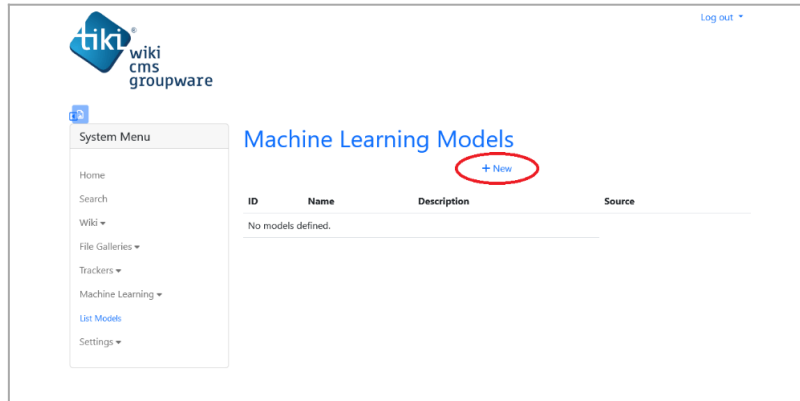 Log out
tiki®
wiki
cms
groupware
System Menu
Home
Search
Wiki
File Galleries
Trackers
Machine Learning
List Models
Settings
Machine Learning Models
+ New
ID Name Description Source
No models defined.